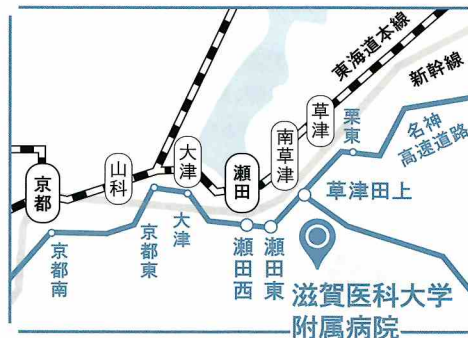 東海道本線
新幹線
草津
栗東
南草津
名神
高速道路
大津
瀬田
山科
京都
草津田上
京都南
京都東
大津
瀬田西
瀬田東
滋賀医科大学
附属病院